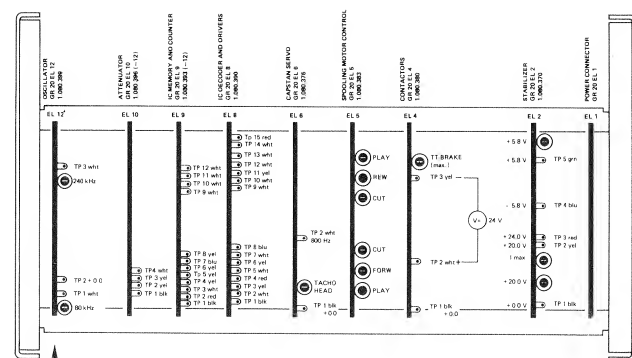 OSCILLATOR
GR 20 EL 12
1.080.399
ATTENUATOR
GR 20 EL 10
1.080.396 (–12)
IC MEMORY AND COUNTER
GR 20 EL 9
1.080.393 (–12)
IC DECODER AND DRIVERS
GR 20 EL 8
1.080.390
CAPSTAN SERVO
GR 20 EL 6
1.080.376
SPOOLING MOTOR CONTROL
GR 20 EL 5
1.080.383
CONTACTORS
GR 20 EL 4
1.080.380
STABILIZER
GR 20 EL 2
1.080.370
POWER CONNECTOR
GR 20 EL 1
EL 12
EL 10
EL 9
EL 8
EL 6
EL 5
EL 4
EL 2
EL 1
TP 3 wht
240 kHz
TP 2 + 0.0
TP 1 wht
80 kHz
TP4 wht
TP 3 yel
TP 2 yel
TP 1 blk
TP 12 wht
TP 11 wht
TP 10 wht
TP 9 wht
TP 8 yel
TP 7 blu
TP 6 yel
Tp 5 yel
TP 4 yel
TP 3 wht
TP 2 red
TP 1 blk
Tp 15 red
TP 14 wht
TP 13 wht
TP 12 wht
TP 11 yel
TP 10 wht
TP 9 wht
TP 8 blu
TP 7 wht
TP 6 yel
TP 5 wht
TP 4 red
TP 3 yel
TP 2 wht
TP 1 blk
TP 2 wht
800 Hz
TACHO
HEAD
TP 1 blk
+0.0
PLAY
REW
CUT
CUT
FORW
PLAY
TT.BRAKE
(max.)
TP 3 yel –
V=
24 V
TP 2 wht +
TP 1 blk
+0.0
+ 5.8 V
+ 5.8 V
TP 5 grn
– 5.8 V
TP 4 blu
+ 24.0 V
TP 3 red
+ 20.0 V
TP 2 yel
I max
+ 20.0 V
+ 0.0 V
TP 1 blk